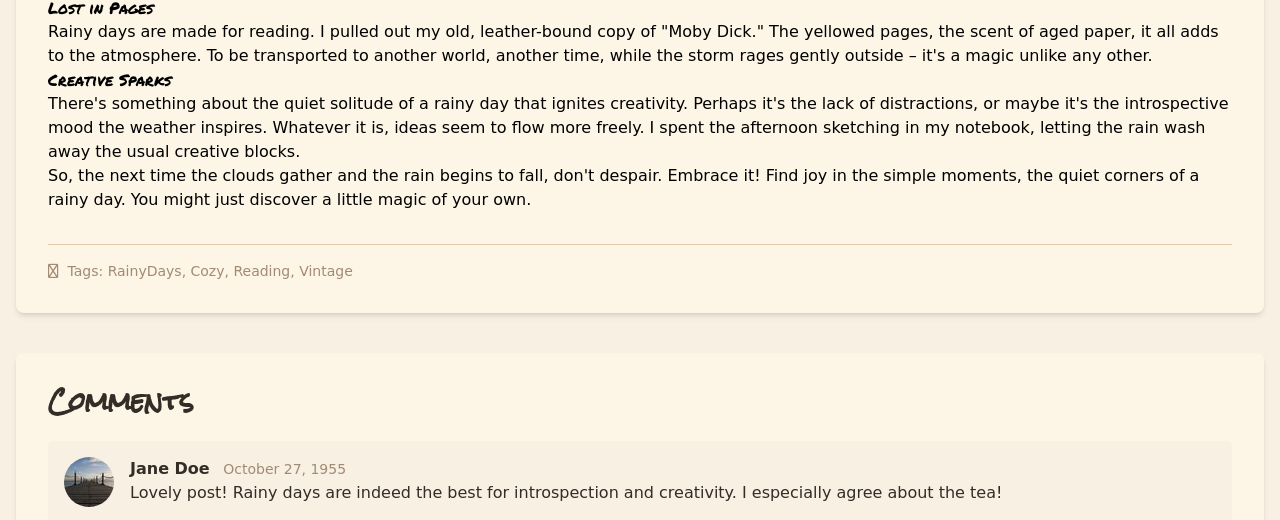 Lost in Pages
Rainy days are made for reading. I pulled out my old, leather-bound copy of "Moby Dick." The yellowed pages, the scent of aged paper, it all adds
to the atmosphere. To be transported to another world, another time, while the storm rages gently outside – it's a magic unlike any other.
Creative Sparks
There's something about the quiet solitude of a rainy day that ignites creativity. Perhaps it's the lack of distractions, or maybe it's the introspective
mood the weather inspires. Whatever it is, ideas seem to flow more freely. I spent the afternoon sketching in my notebook, letting the rain wash
away the usual creative blocks.
So, the next time the clouds gather and the rain begins to fall, don't despair. Embrace it! Find joy in the simple moments, the quiet corners of a
rainy day. You might just discover a little magic of your own.
Tags: RainyDays, Cozy, Reading, Vintage
Comments
Jane Doe October 27, 1955
Lovely post! Rainy days are indeed the best for introspection and creativity. I especially agree about the tea!